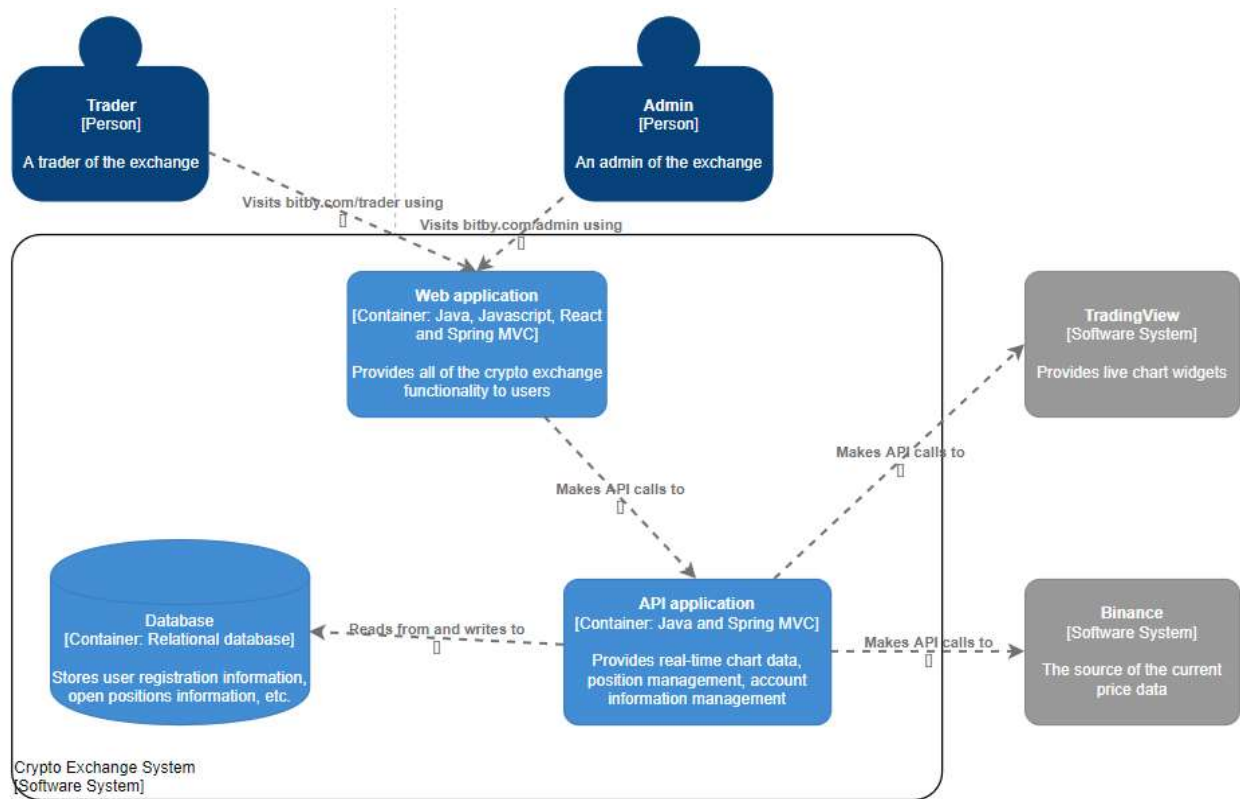 Trader
[Person]
A trader of the exchange
Admin
[Person]
An admin of the exchange
Visits bitby.com/trader using
▯
Visits bitby.com/admin using
▯
Web application
[Container: Java, Javascript, React
and Spring MVC]
Provides all of the crypto exchange
functionality to users
TradingView
[Software System]
Provides live chart widgets
Makes API calls to
▯
Makes API calls to
▯
Database
[Container: Relational database]
Stores user registration information,
open positions information, etc.
Reads from and writes to
▯
API application
[Container: Java and Spring MVC]
Provides real-time chart data,
position management, account
information management
Makes API calls to
▯
Binance
[Software System]
The source of the current
price data
Crypto Exchange System
[Software System]